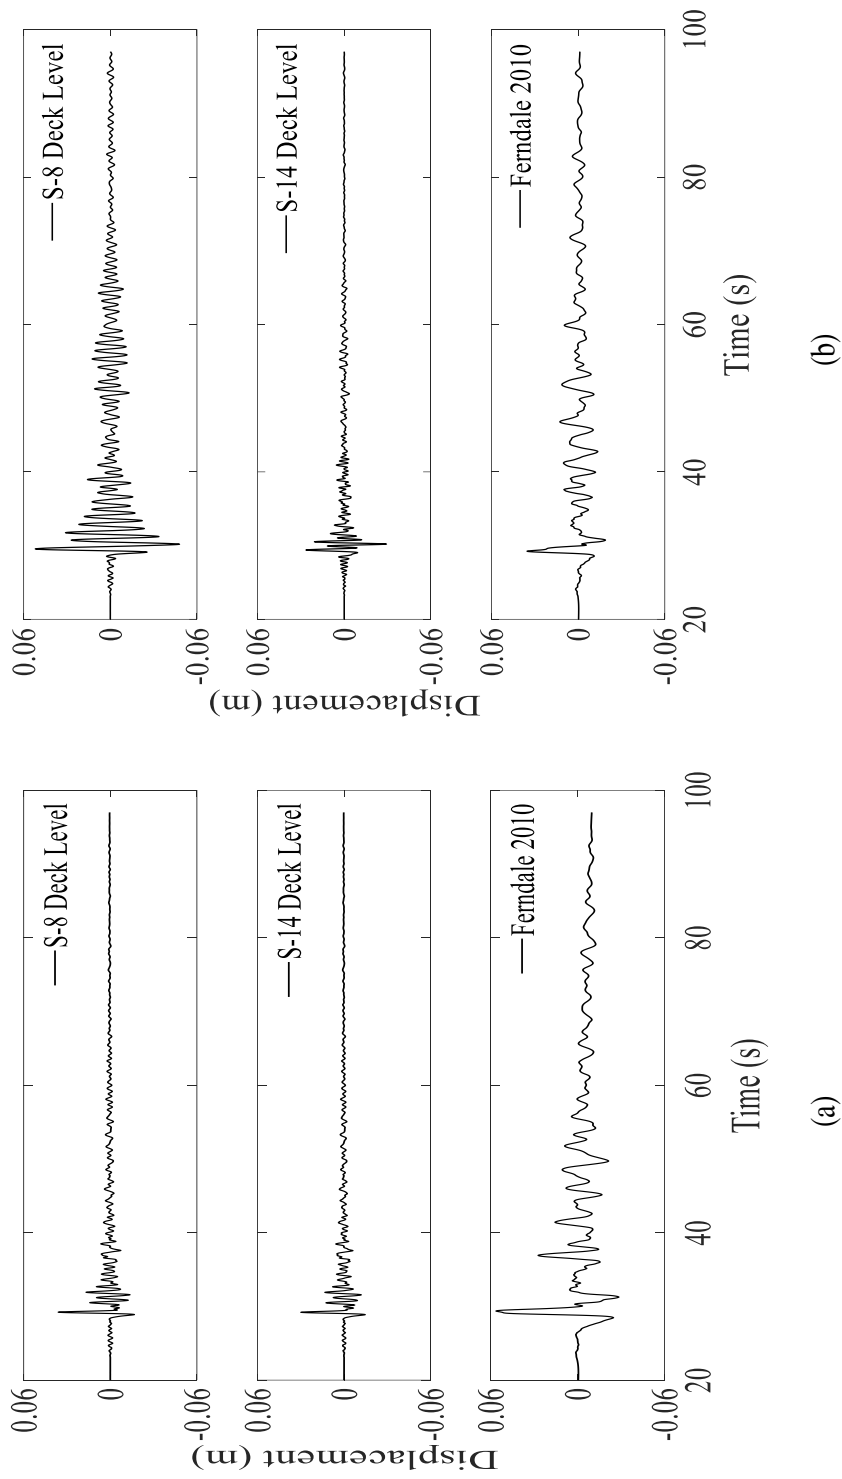 0.06
0
-0.06
S-8 Deck Level
0.06
0
-0.06
S-14 Deck Level
0.06
0
-0.06
Ferndale 2010
Displacement (m)
20
40
60
80
100
Time (s)
(a)
0.06
0
-0.06
S-8 Deck Level
0.06
0
-0.06
S-14 Deck Level
0.06
0
-0.06
Ferndale 2010
Displacement (m)
20
40
60
80
100
Time (s)
(b)